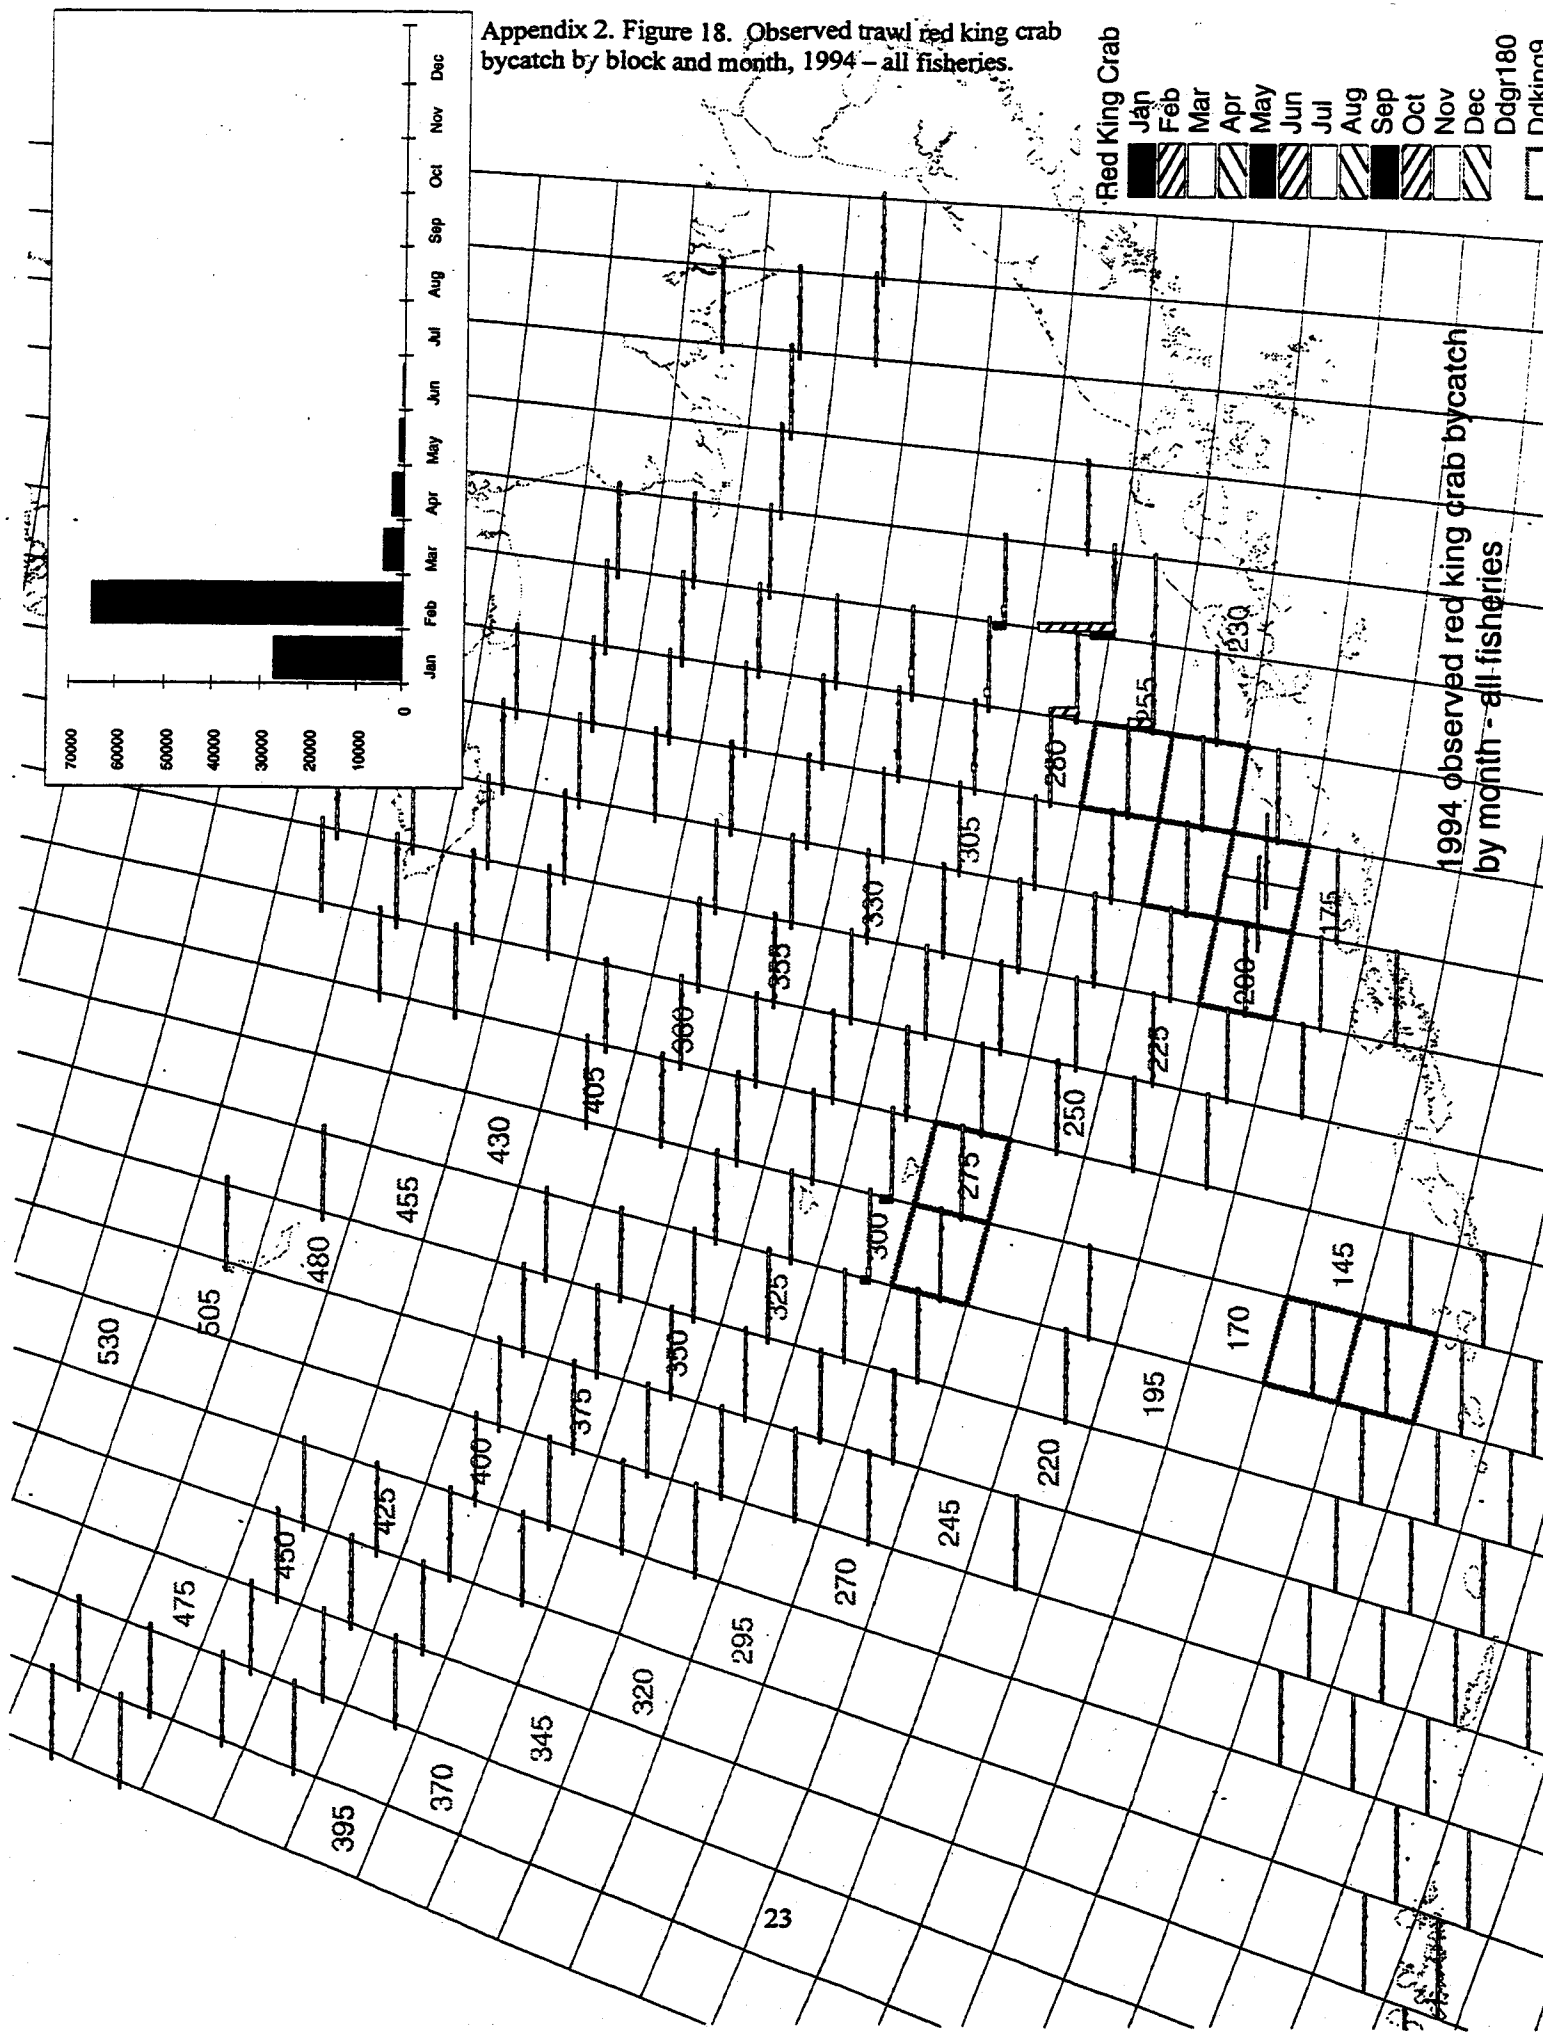 Appendix 2. Figure 18. Observed trawl red king crab
bycatch by block and month, 1994 – all fisheries.
70000
60000
50000
40000
30000
20000
10000
0
Jan
Feb
Mar
Apr
May
Jun
Jul
Aug
Sep
Oct
Nov
Dec
Red King Crab
Jan
Feb
Mar
Apr
May
Jun
Jul
Aug
Sep
Oct
Nov
Dec
Ddgr180
Ddking9
1994 observed red king crab bycatch
by month - all fisheries
530
505
480
455
430
405
380
355
330
305
280
255
230
475
450
425
400
375
350
325
300
275
250
225
200
175
395
370
345
320
295
270
245
220
195
170
145
23